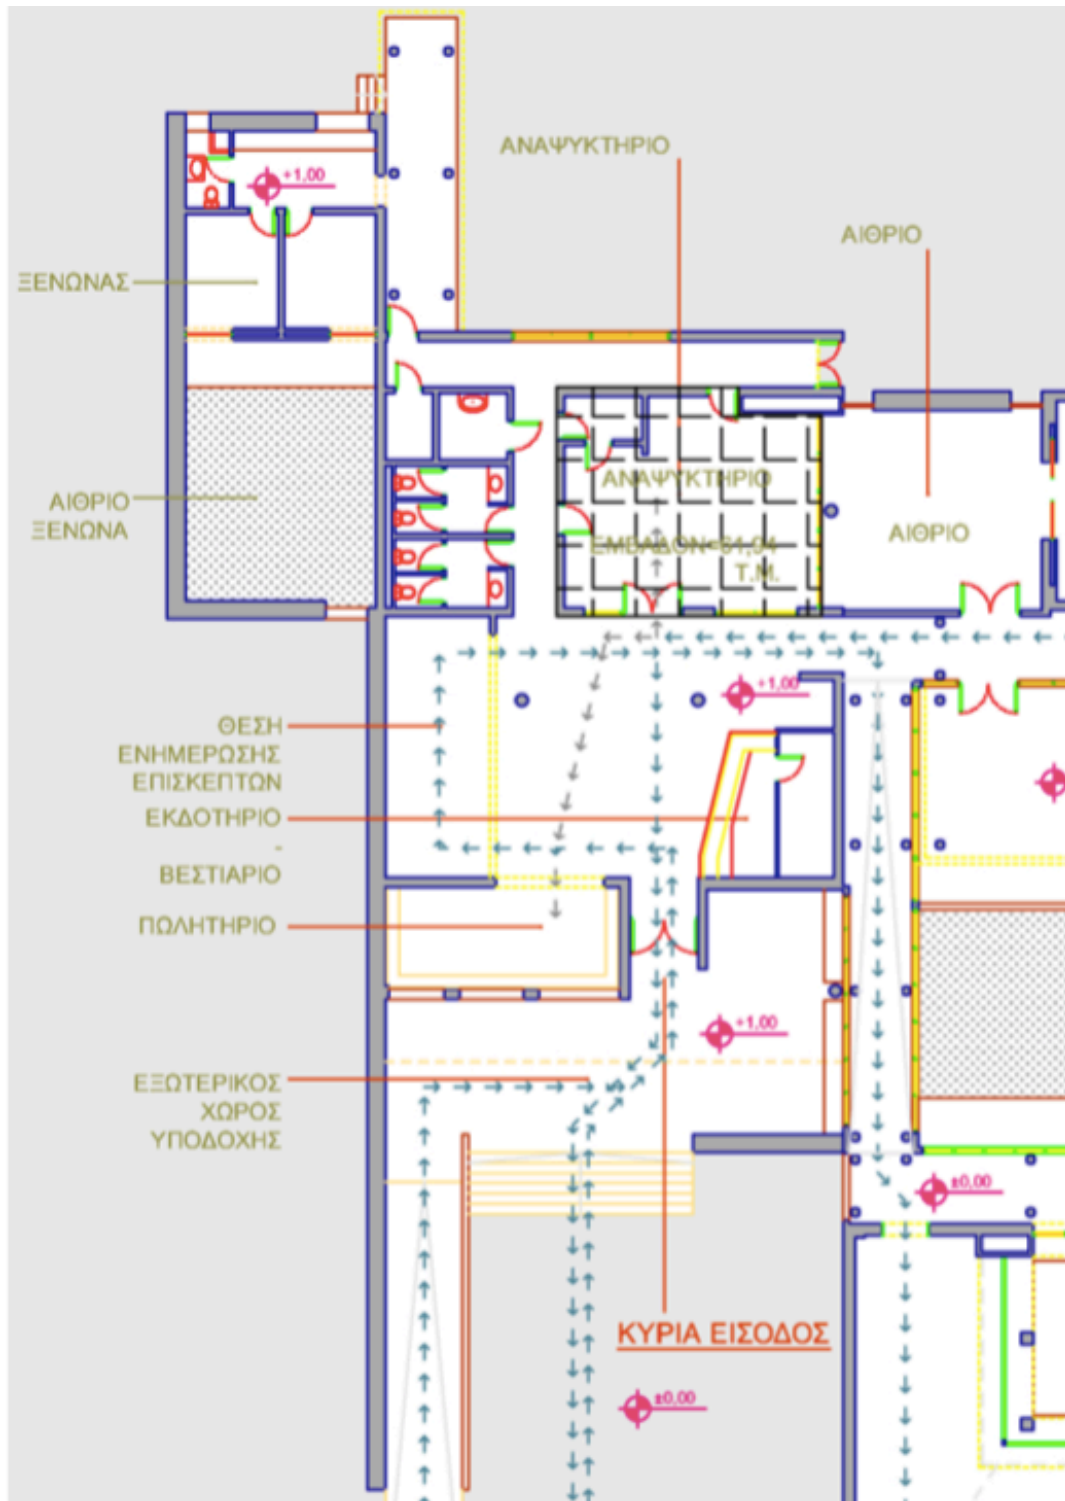 ΑΝΑΨΥΚΤΗΡΙΟ
ΑΙΘΡΙΟ
+1,00
ΞΕΝΩΝΑΣ
ΑΝΑΨΥΚΤΗΡΙΟ
ΑΙΘΡΙΟ
ΞΕΝΩΝΑ
ΑΙΘΡΙΟ
Τ.Μ.
+1,00
ΘΕΣΗ
ΕΝΗΜΕΡΩΣΗΣ
ΕΠΙΣΚΕΠΤΩΝ
ΕΚΔΟΤΗΡΙΟ
-
ΒΕΣΤΙΑΡΙΟ
ΠΩΛΗΤΗΡΙΟ
+1,00
ΕΞΩΤΕΡΙΚΟΣ
ΧΩΡΟΣ
ΥΠΟΔΟΧΗΣ
±0,00
ΚΥΡΙΑ ΕΙΣΟΔΟΣ
±0,00